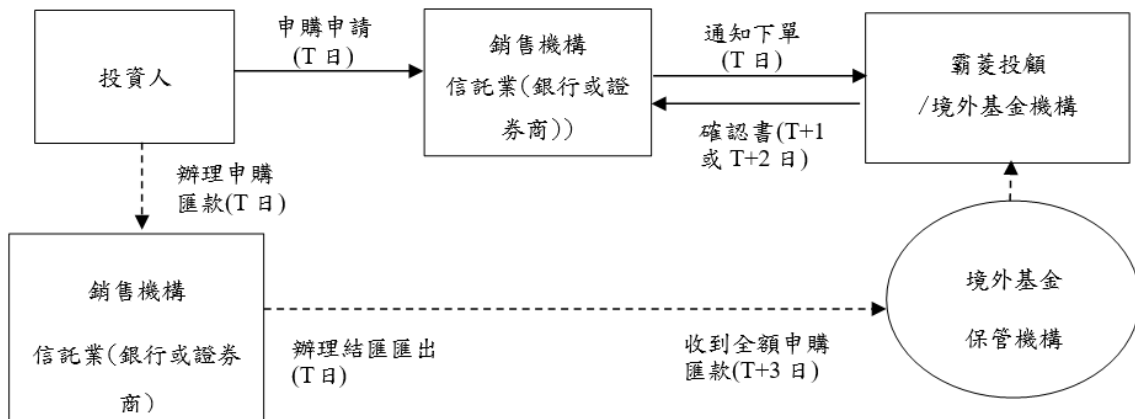 投資人
申購申請
(T 日)
銷售機構
信託業(銀行或證
券商))
通知下單
(T 日)
確認書(T+1
或 T+2 日)
霸菱投顧
/境外基金機構
辦理申購
匯款(T 日)
銷售機構
信託業(銀行或證券
商)
辦理結匯匯出
(T日)
收到全額申購
匯款(T+3 日)
境外基金
保管機構